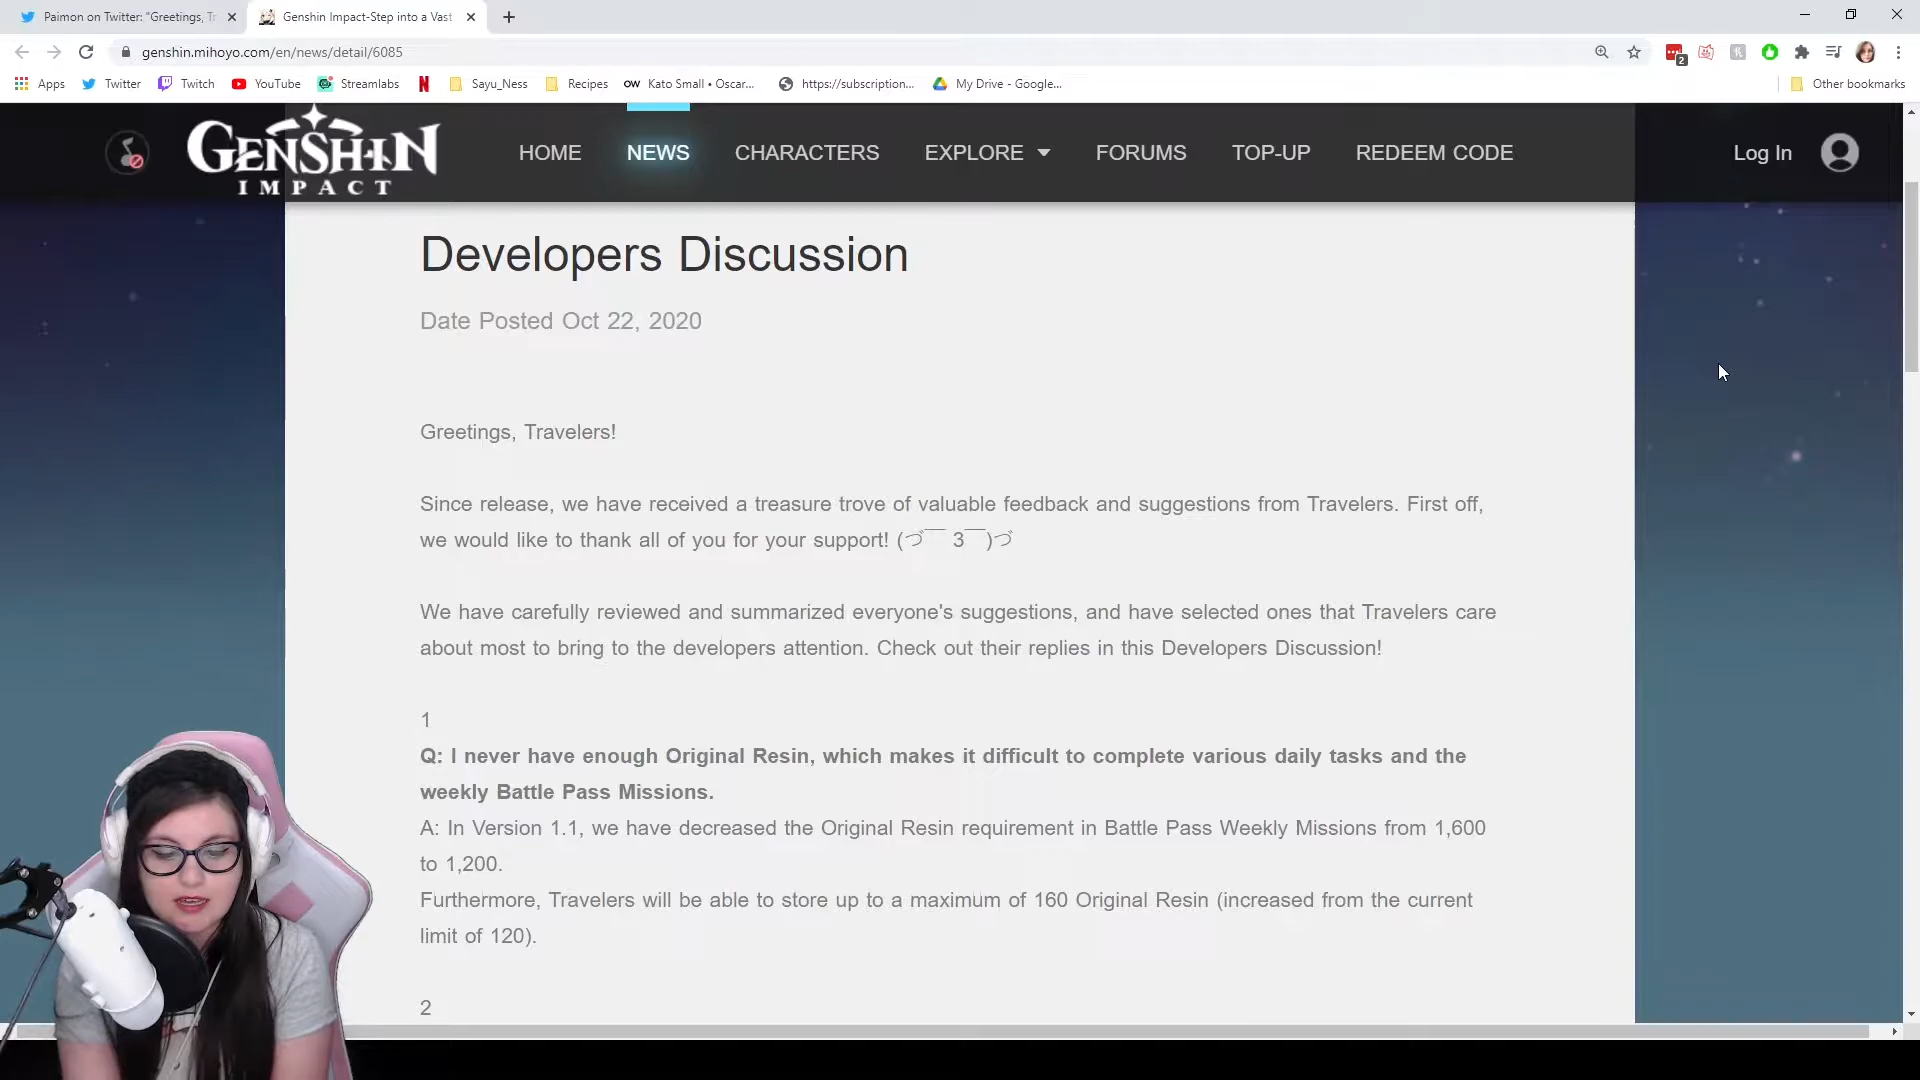 Paimon on Twitter: "Greetings, Tr
Genshin Impact-Step into a Vast
genshin.mihoyo.com/en/news/detail/6085
2
Apps
Twitter
Twitch
YouTube
Streamlabs
N
Sayu_Ness
Recipes
OW
Kato Small • Oscar...
https://subscription...
My Drive - Google...
Other bookmarks
GENSHIN
IMPACT
HOME
NEWS
CHARACTERS
EXPLORE
FORUMS
TOP-UP
REDEEM CODE
Log In
Developers Discussion
Date Posted Oct 22, 2020
Greetings, Travelers!
Since release, we have received a treasure trove of valuable feedback and suggestions from Travelers. First off,
we would like to thank all of you for your support! (づ￣ 3￣)づ
We have carefully reviewed and summarized everyone's suggestions, and have selected ones that Travelers care
about most to bring to the developers attention. Check out their replies in this Developers Discussion!
1
Q: I never have enough Original Resin, which makes it difficult to complete various daily tasks and the
weekly Battle Pass Missions.
A: In Version 1.1, we have decreased the Original Resin requirement in Battle Pass Weekly Missions from 1,600
to 1,200.
Furthermore, Travelers will be able to store up to a maximum of 160 Original Resin (increased from the current
limit of 120).
2